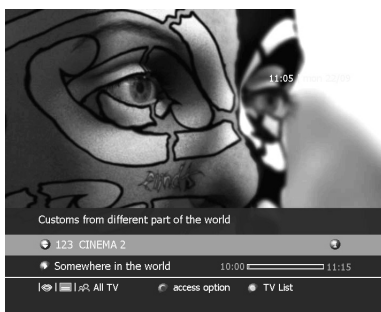 11:05
Customs from different part of the world
123 CINEMA 2
Somewhere in the world 10:00 11:15
All TV access option TV List